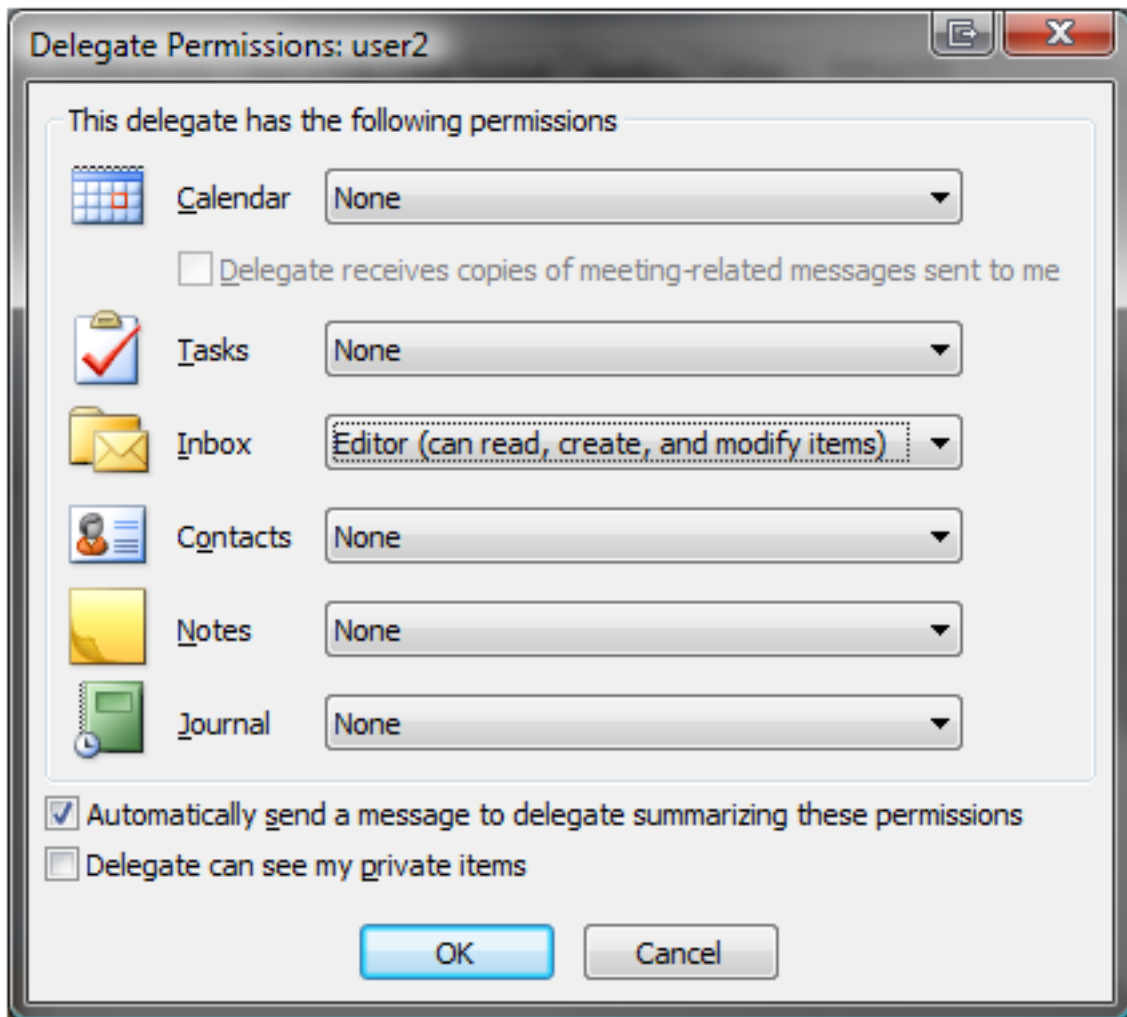 Delegate Permissions: user2
This delegate has the following permissions
Calendar None
Delegate receives copies of meeting-related messages sent to me
Tasks None
Inbox Editor (can read, create, and modify items)
Contacts None
Notes None
Journal None
Automatically send a message to delegate summarizing these permissions
Delegate can see my private items
OK Cancel